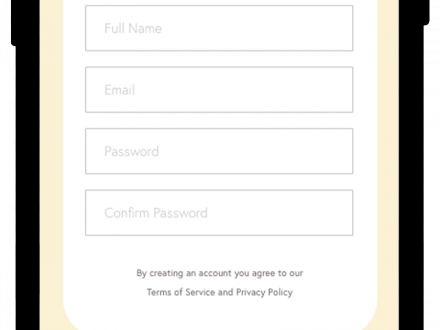 Full Name
Email
Password
Confirm Password
By creating an account you agree to our
Terms of Service and Privacy Policy